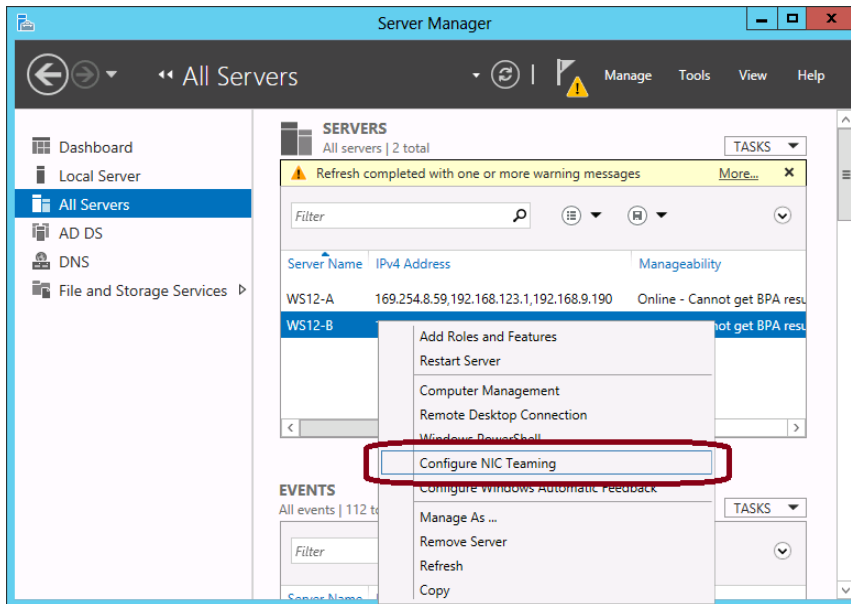 Server Manager
All Servers
Manage Tools View Help
Dashboard
Local Server
All Servers
AD DS
DNS
File and Storage Services
SERVERS
All servers | 2 total
TASKS
Refresh completed with one or more warning messages More...
Filter
Server Name IPv4 Address Manageability
WS12-A 169.254.8.59,192.168.123.1,192.168.9.190 Online - Cannot get BPA resu
WS12-B not get BPA resu
Add Roles and Features
Restart Server
Computer Management
Remote Desktop Connection
Windows PowerShell
Configure NIC Teaming
Configure Windows Automatic Feedback
Manage As ...
Remove Server
Refresh
Copy
EVENTS
All events | 112 t
TASKS
Filter
Server Name